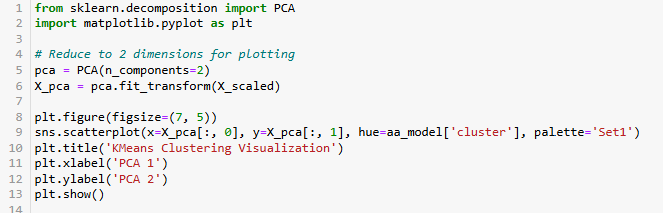 1 from sklearn.decomposition import PCA
2 import matplotlib.pyplot as plt
3
4 # Reduce to 2 dimensions for plotting
5 pca = PCA(n_components=2)
6 X_pca = pca.fit_transform(X_scaled)
7
8 plt.figure(figsize=(7, 5))
9 sns.scatterplot(x=X_pca[:, 0], y=X_pca[:, 1], hue=aa_model['cluster'], palette='Set1')
10 plt.title('KMeans Clustering Visualization')
11 plt.xlabel('PCA 1')
12 plt.ylabel('PCA 2')
13 plt.show()
14